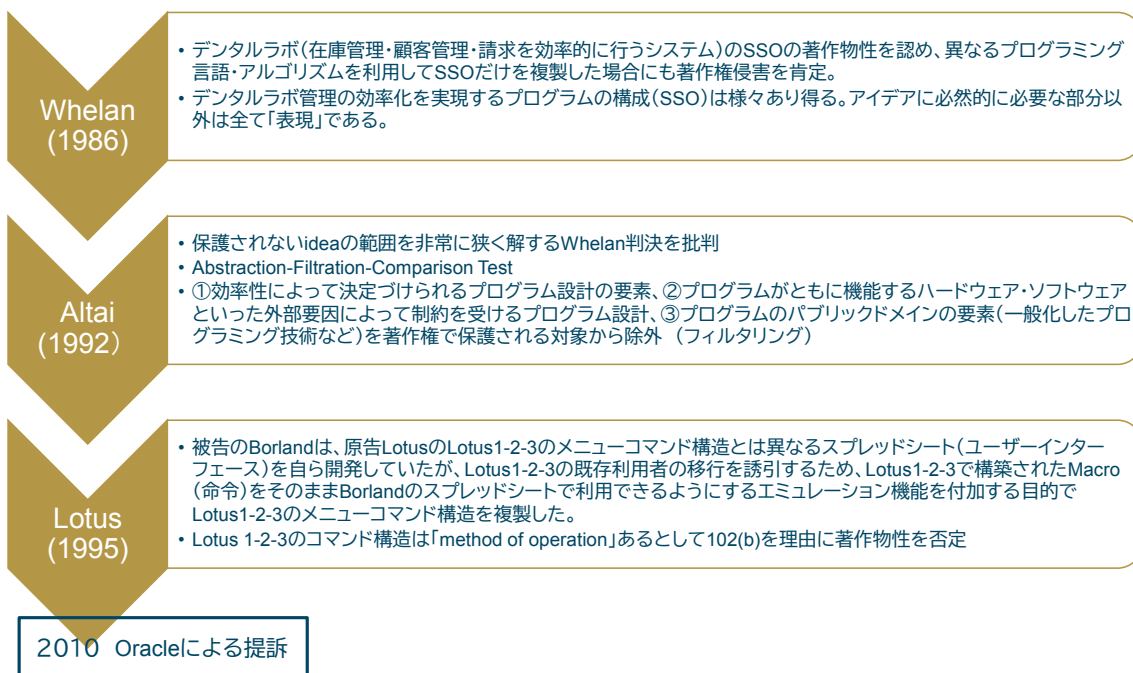 Whelan
(1986)
• デンタルラボ（在庫管理・顧客管理・請求を効率的に行うシステム）のSSOの著作物性を認め、異なるプログラミング
言語・アルゴリズムを利用してSSOだけを複製した場合にも著作権侵害を肯定。
• デンタルラボ管理の効率化を実現するプログラムの構成（SSO）は様々あり得る。アイデアに必然的に必要な部分以
外は全て「表現」である。
Altai
(1992）
• 保護されないideaの範囲を非常に狭く解するWhelan判決を批判
• Abstraction-Filtration-Comparison Test
• ①効率性によって決定づけられるプログラム設計の要素、②プログラムがともに機能するハードウェア・ソフトウェア
といった外部要因によって制約を受けるプログラム設計、③プログラムのパブリックドメインの要素（一般化したプロ
グラミング技術など）を著作権で保護される対象から除外 （フィルタリング）
Lotus
(1995)
• 被告のBorlandは、原告LotusのLotus1-2-3のメニューコマンド構造とは異なるスプレッドシート（ユーザーインター
フェース）を自ら開発していたが、Lotus1-2-3の既存利用者の移行を誘引するため、Lotus1-2-3で構築されたMacro
（命令）をそのままBorlandのスプレッドシートで利用できるようにするエミュレーション機能を付加する目的で
Lotus1-2-3のメニューコマンド構造を複製した。
• Lotus 1-2-3のコマンド構造は「method of operation」あるとして102(b)を理由に著作物性を否定
2010 Oracleによる提訴